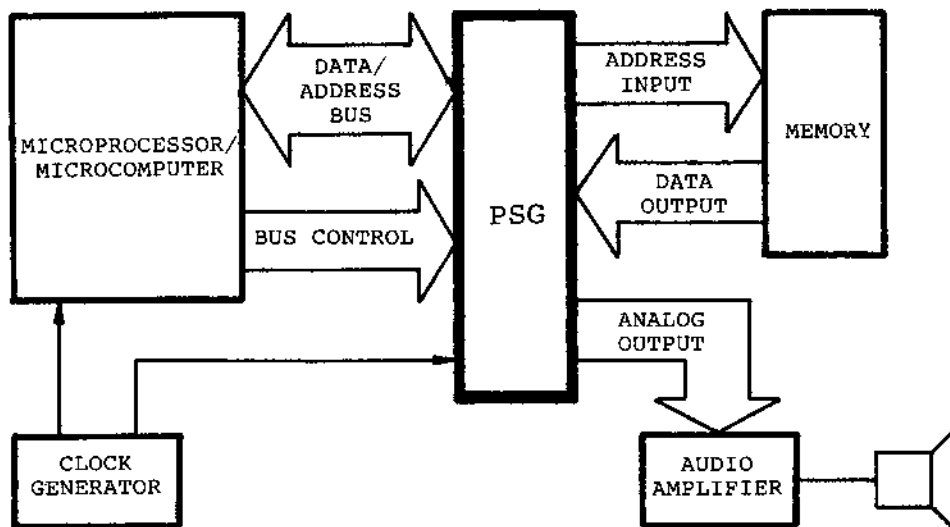 DATA/
ADDRESS
BUS
ADDRESS
INPUT
MICROPROCESSOR/
MICROCOMPUTER
MEMORY
DATA
OUTPUT
PSG
BUS CONTROL
ANALOG
OUTPUT
CLOCK
GENERATOR
AUDIO
AMPLIFIER